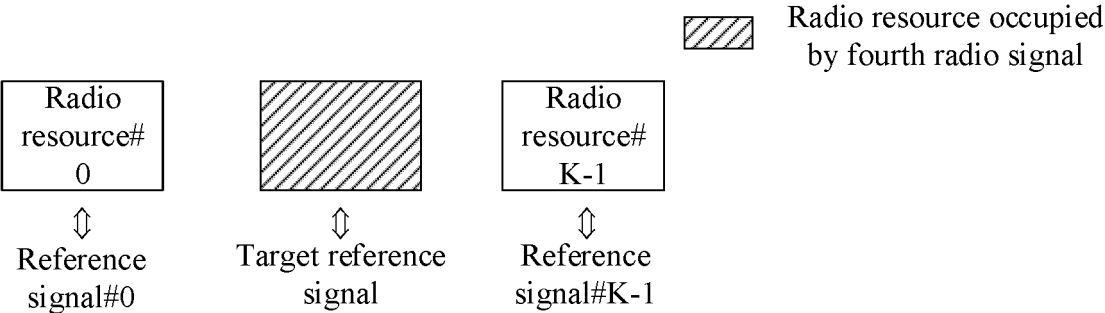 Radio resource occupied
by fourth radio signal
Radio
resource#
0
Radio
resource#
K-1
Reference
signal#0
Target reference
signal
Reference
signal#K-1